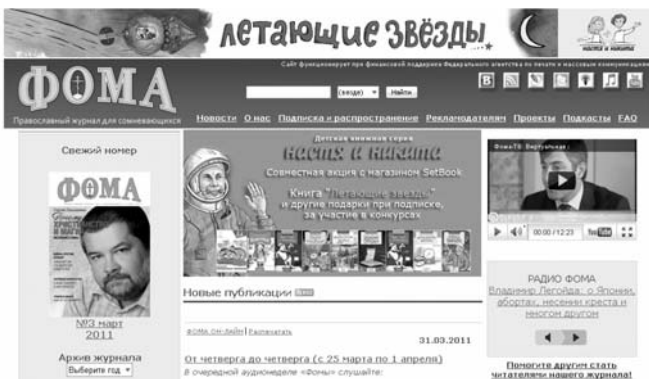 ЛЕТАЮЩИЕ ЗВЁЗДЫ
настя и никита
Сайт функционирует при финансовой поддержке Федерального агентства по печати и массовым коммуникациям
ФОМА
Православный журнал для сомневающихся
(везде)
Найти
B
Новости О нас Подписка и распространение Рекламодателям Проекты Подкасты FAQ
Свежий номер
ФОМА
№3 март
2011
Архив журнала
Выберите год
Детская книжная серия
настя и никита
Совместная акция с магазином SetBook
Книга "Летающие звезды"
и другие подарки при подписке,
за участие в конкурсах
Новые публикации
ФОМА ОН-ЛАЙН | Распечатать
31.03.2011
От четверга до четверга (с 25 марта по 1 апреля)
В очередной аудионеделе «Фомы» слушайте:
00:00 / 12:23
YouTube
РАДИО ФОМА
Владимир Легойда: о Японии,
абортах, несении креста и
многом другом
Помогите другим стать
читателями нашего журнала!